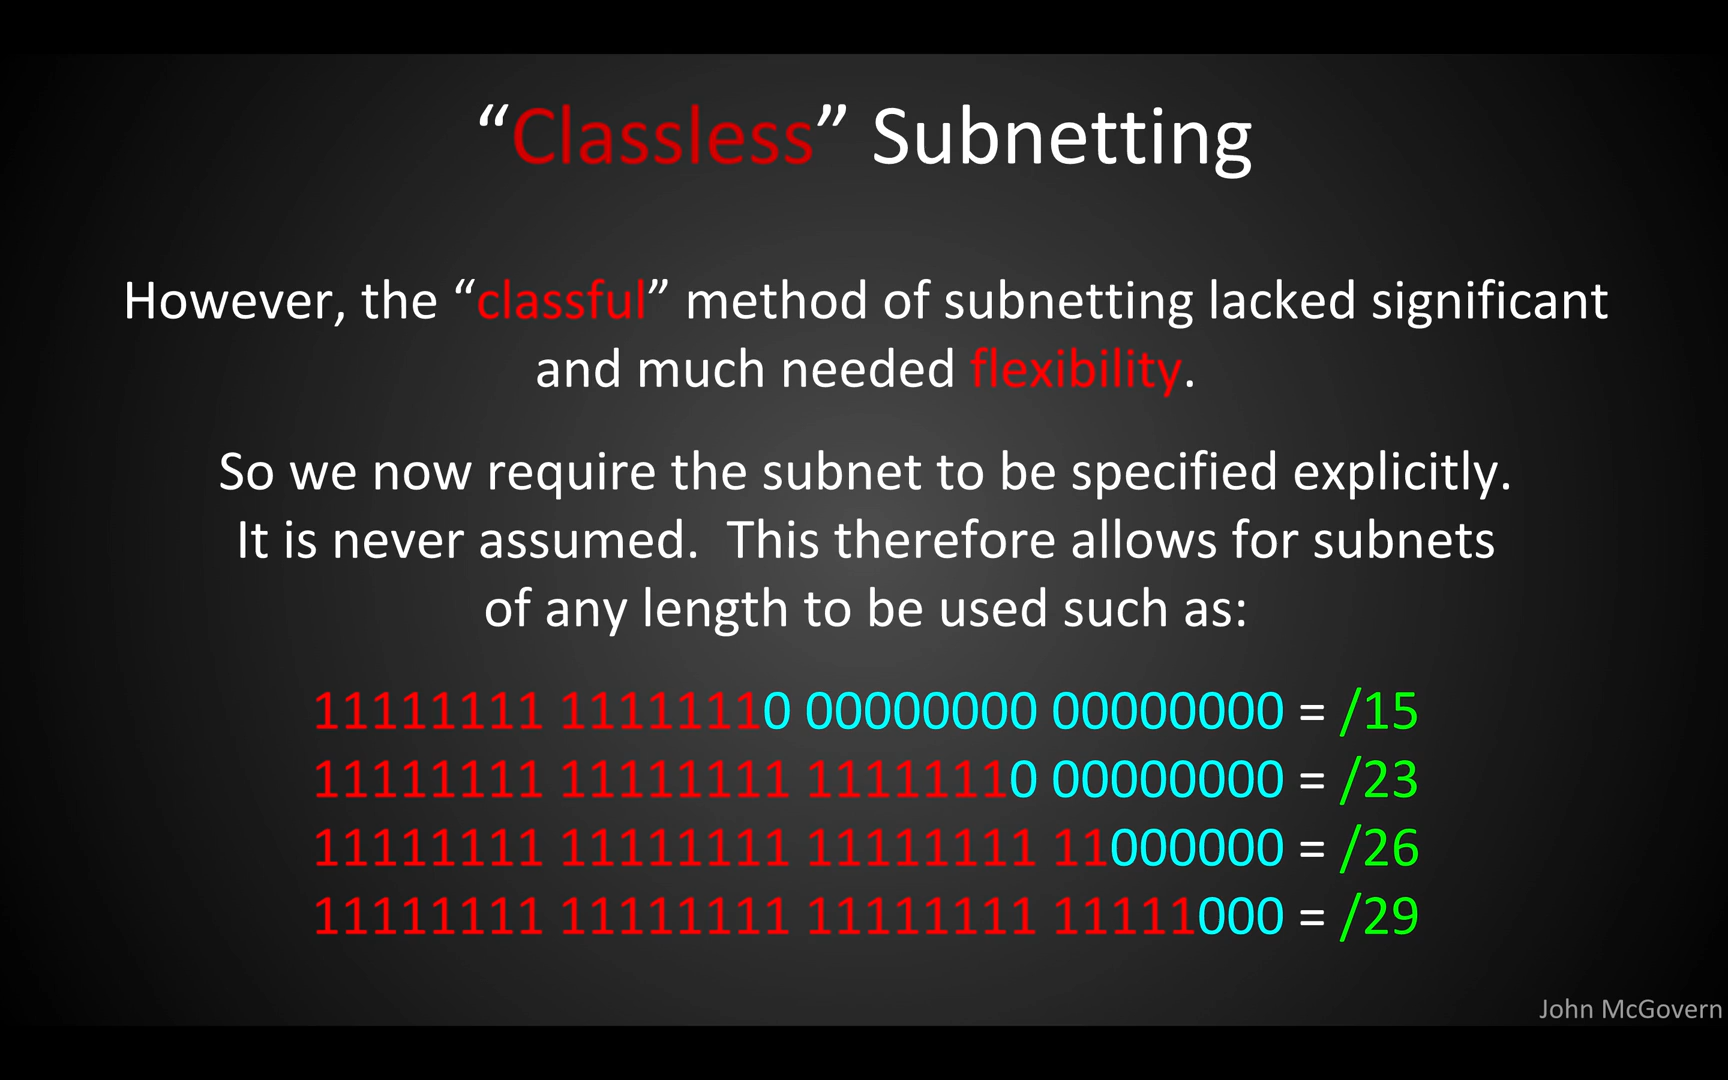 “Classless” Subnetting
However, the “classful” method of subnetting lacked significant
and much needed flexibility.
So we now require the subnet to be specified explicitly.
It is never assumed.  This therefore allows for subnets
of any length to be used such as:
11111111 11111110 00000000 00000000 = /15
11111111 11111111 11111110 00000000 = /23
11111111 11111111 11111111 11000000 = /26
11111111 11111111 11111111 11111000 = /29
John McGovern